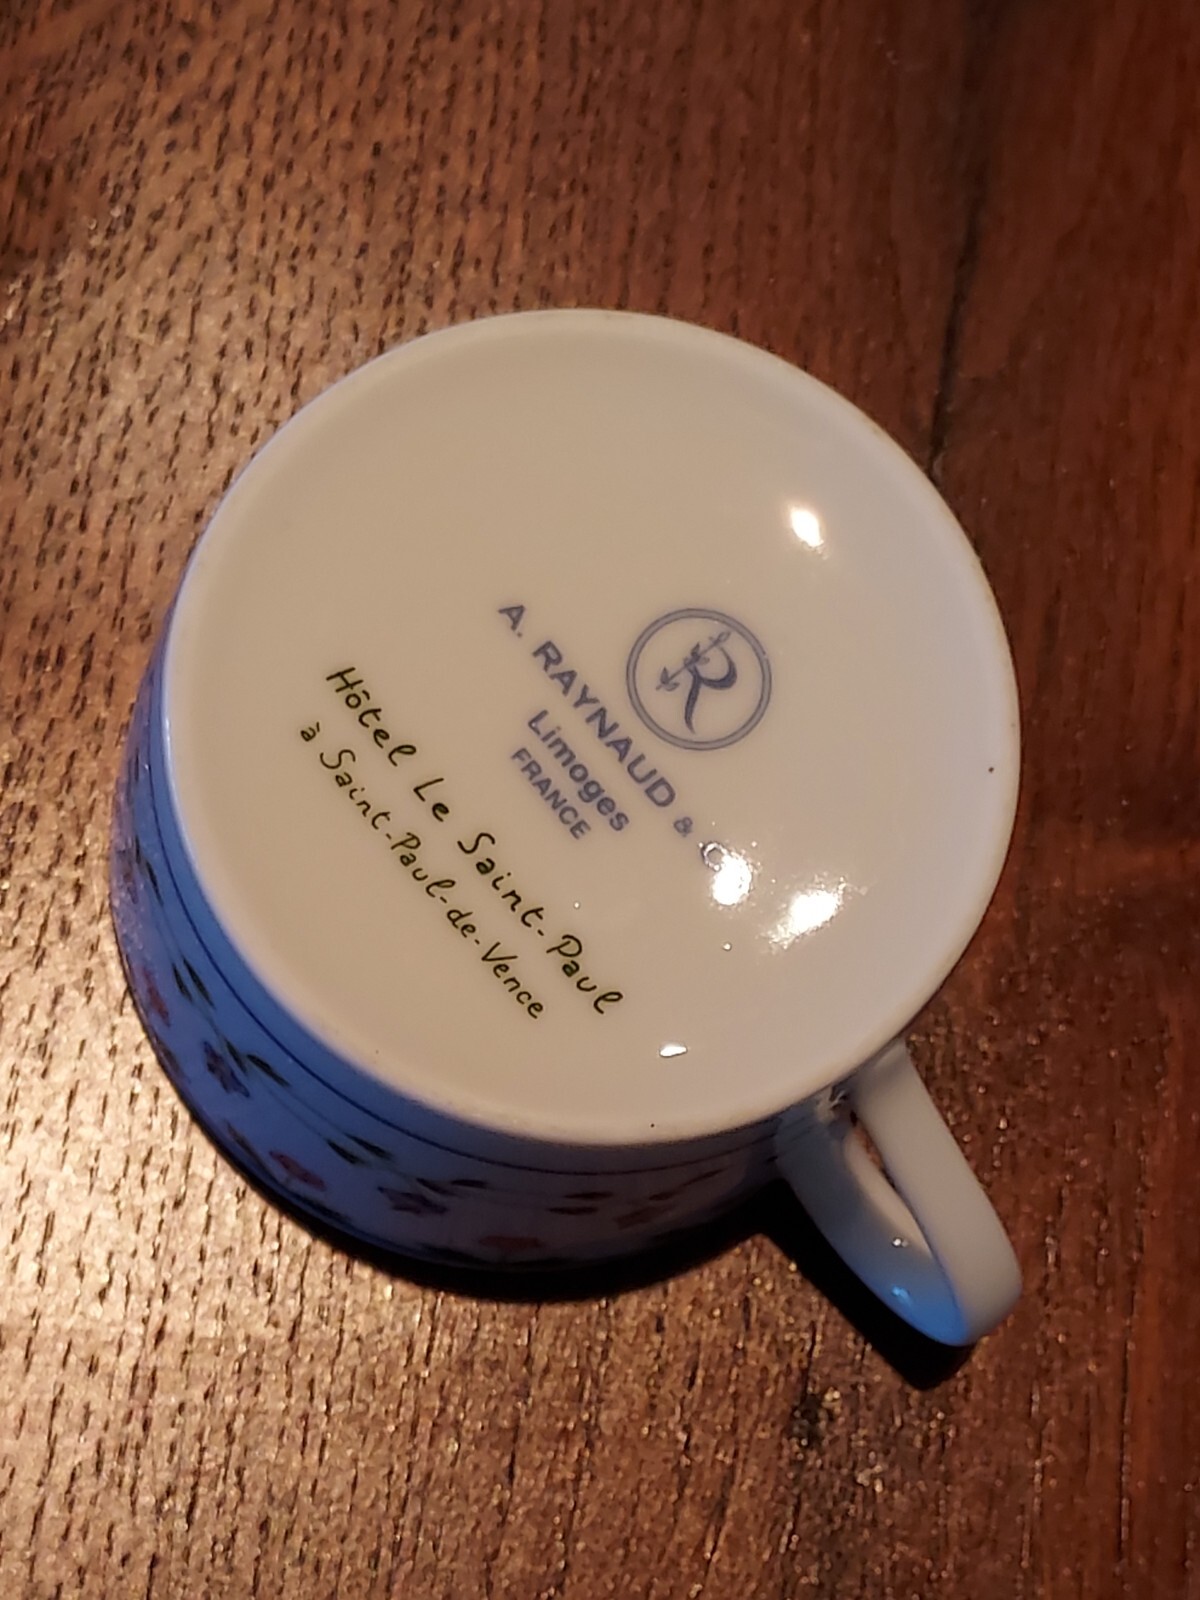 R
A. RAYNAUD & C
Limoges
FRANCE
Hôtel Le Saint-Paul
à Saint-Paul-de-Vence